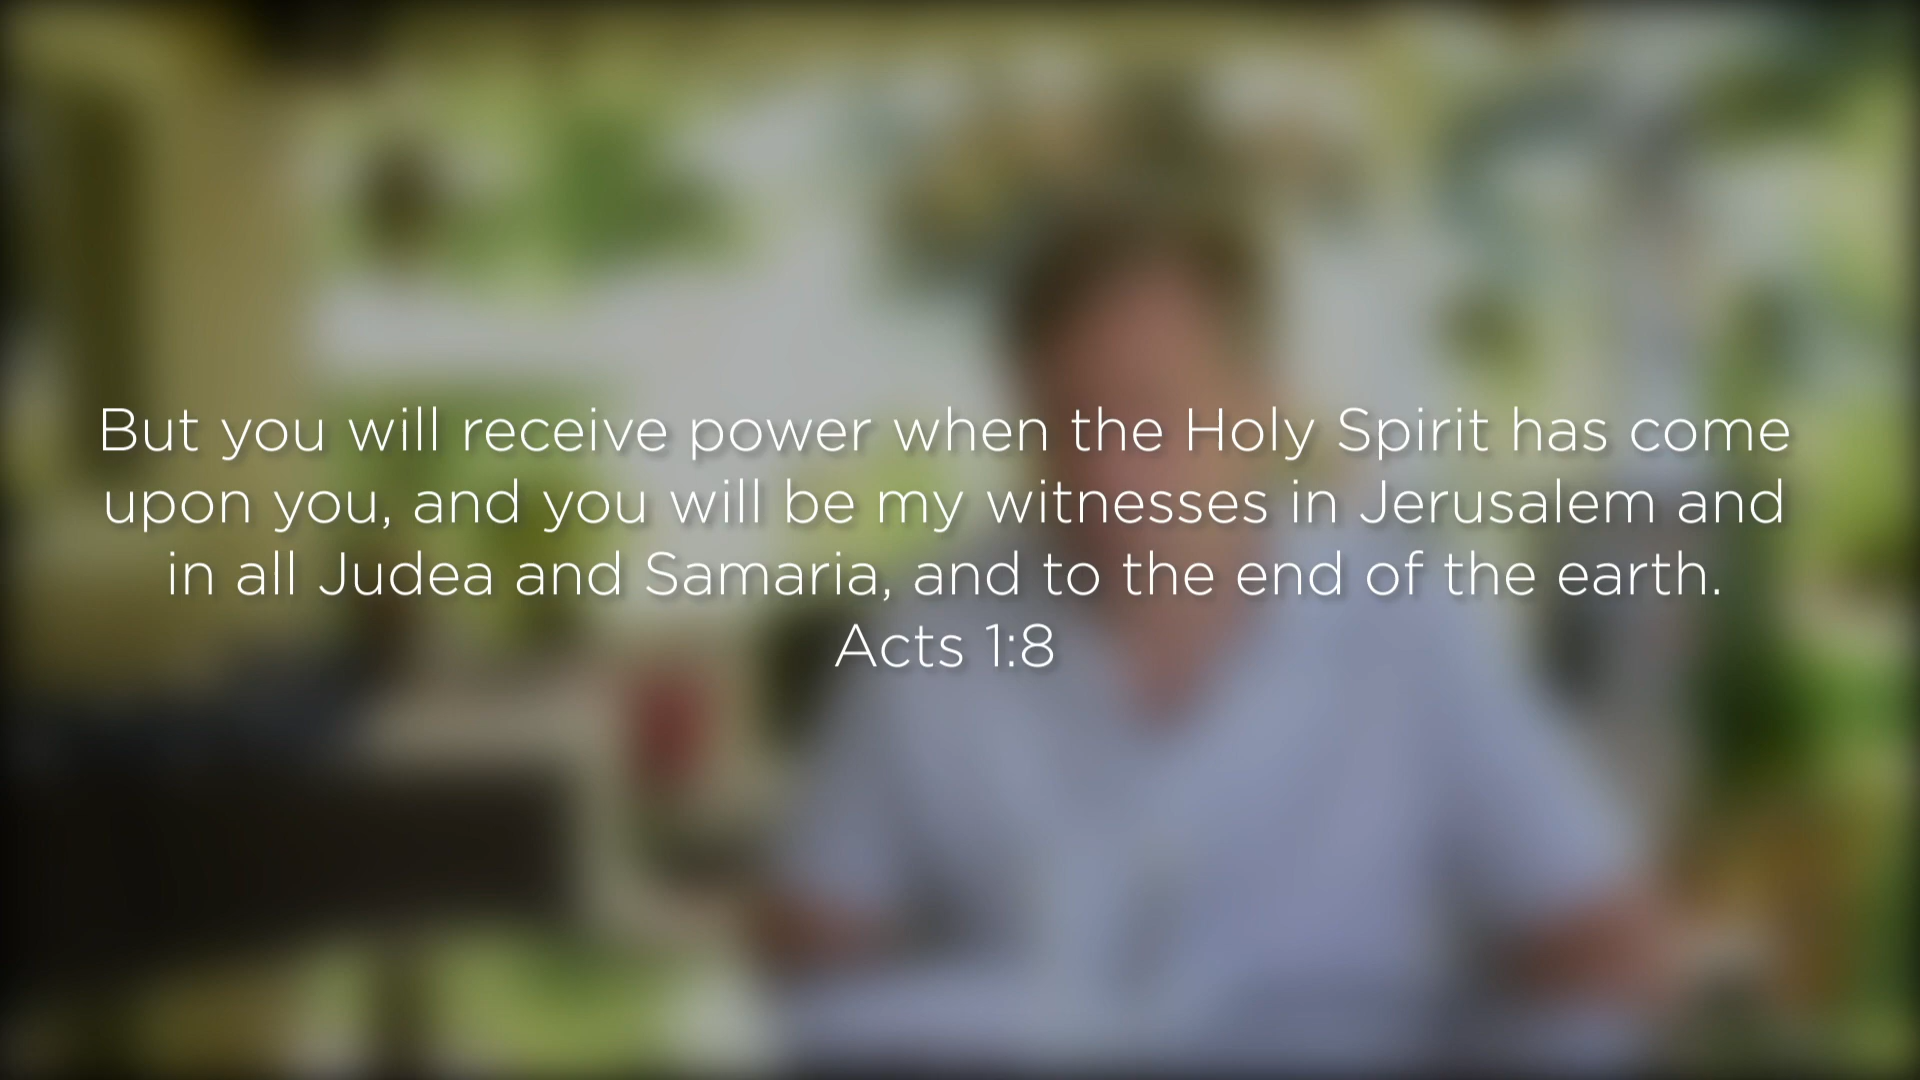 But you will receive power when the Holy Spirit has come
upon you, and you will be my witnesses in Jerusalem and
in all Judea and Samaria, and to the end of the earth.
Acts 1:8